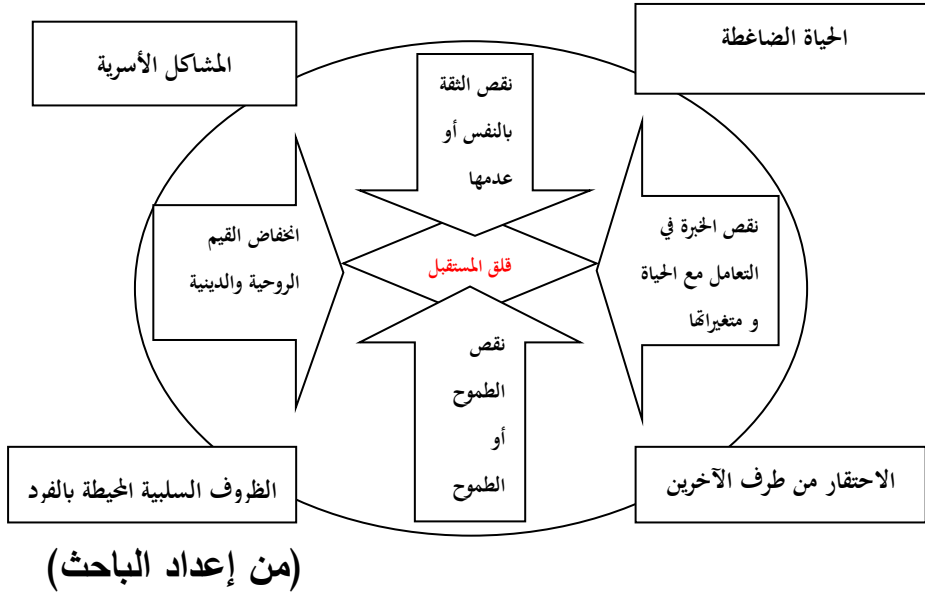 الحياة الضاغطة
المشاكل الأسرية
نقص الثقة
بالنفس أو
عدمها
نقص الخبرة في
التعامل مع الحياة
و متغيراتها
قلق المستقبل
انخفاض القيم
الروحية والدينية
نقص
الطموح
أو
الطموح
الاحتقار من طرف الآخرين
الظروف السلبية المحيطة بالفرد
(من إعداد الباحث)